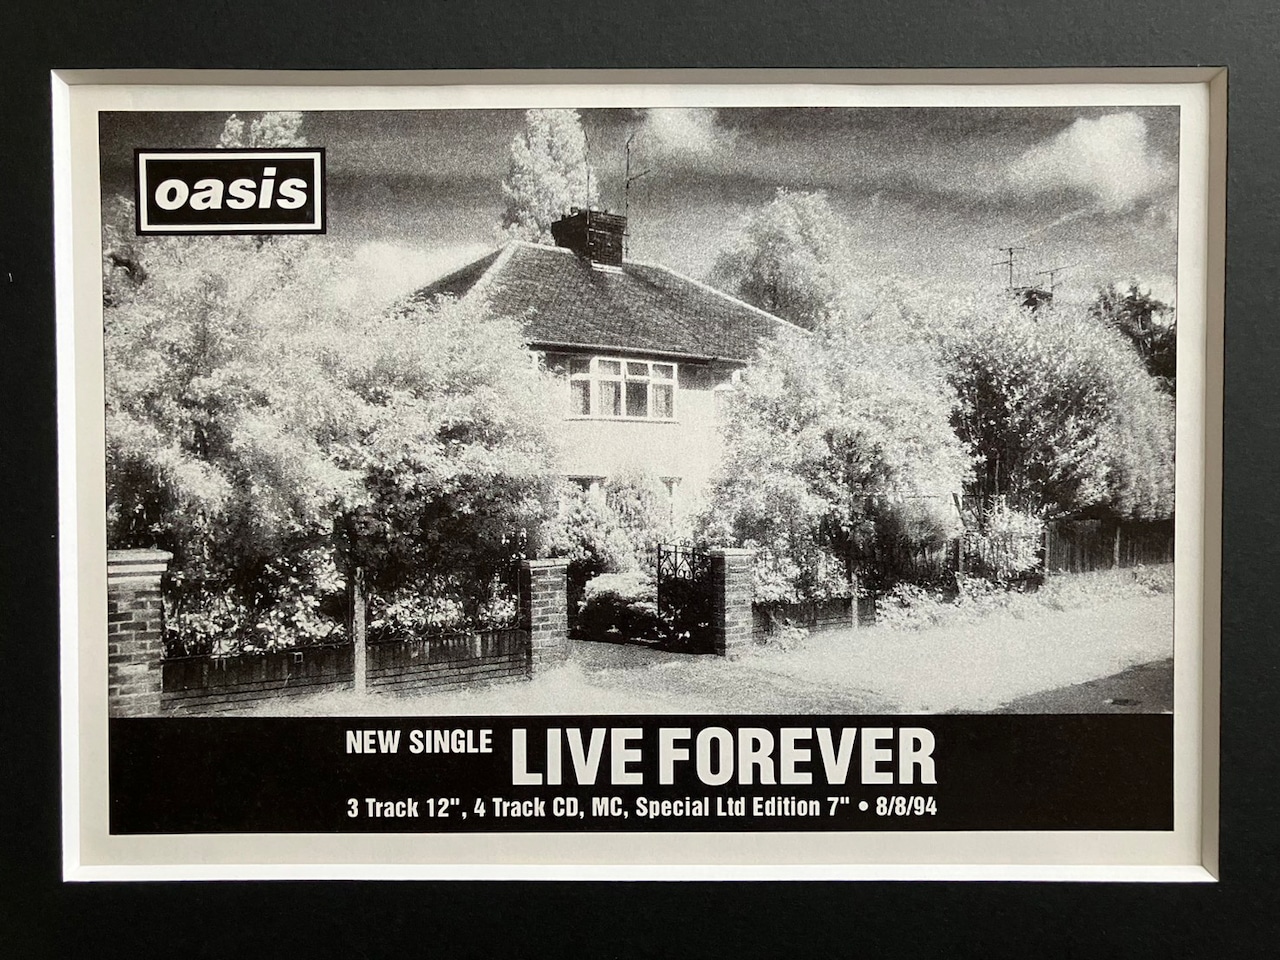 oasis
NEW SINGLE LIVE FOREVER
3 Track 12", 4 Track CD, MC, Special Ltd Edition 7" • 8/8/94